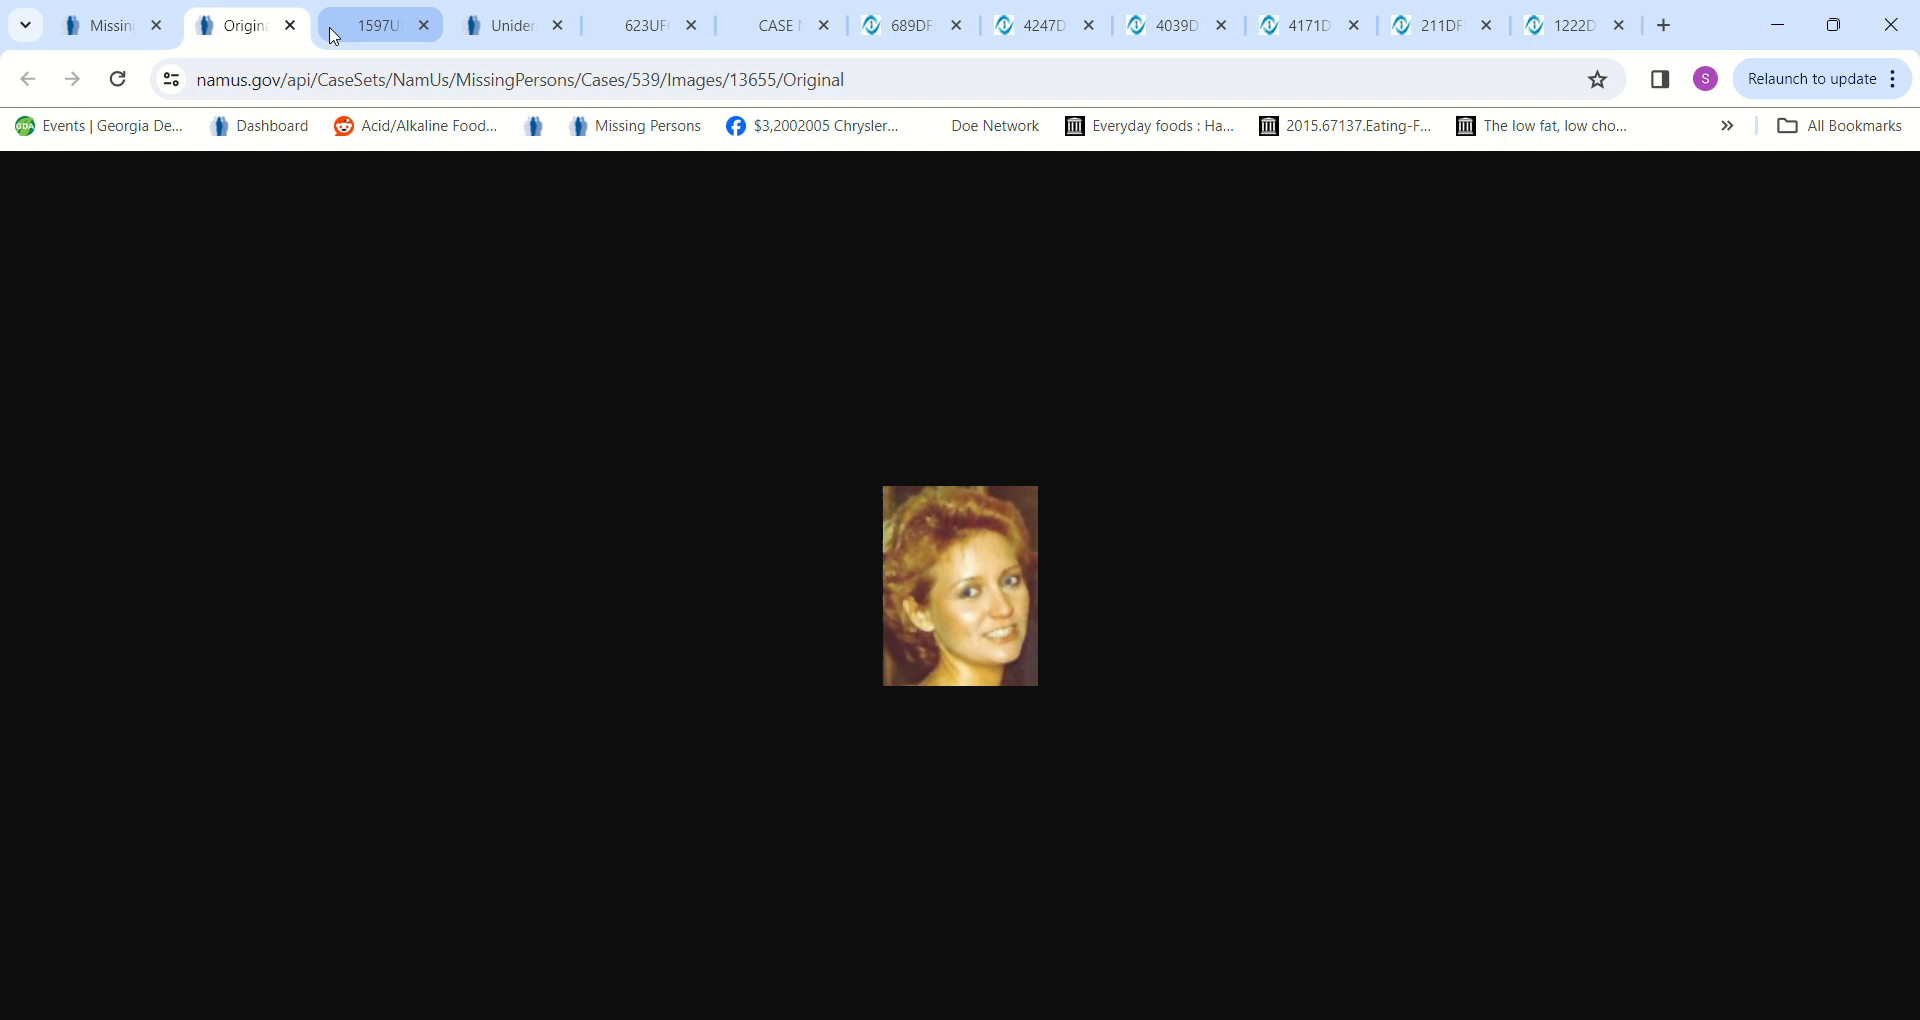 Missin Origin 1597U Uniden 623UF CASE 689DF 4247D 4039D 4171D 211DF 1222D
namus.gov/api/CaseSets/NamUs/MissingPersons/Cases/539/Images/13655/Original S Relaunch to update
GDA Events | Georgia De... Dashboard Acid/Alkaline Food... Missing Persons $3,2002005 Chrysler... Doe Network Everyday foods : Ha... 2015.67137.Eating-F... The low fat, low cho... All Bookmarks